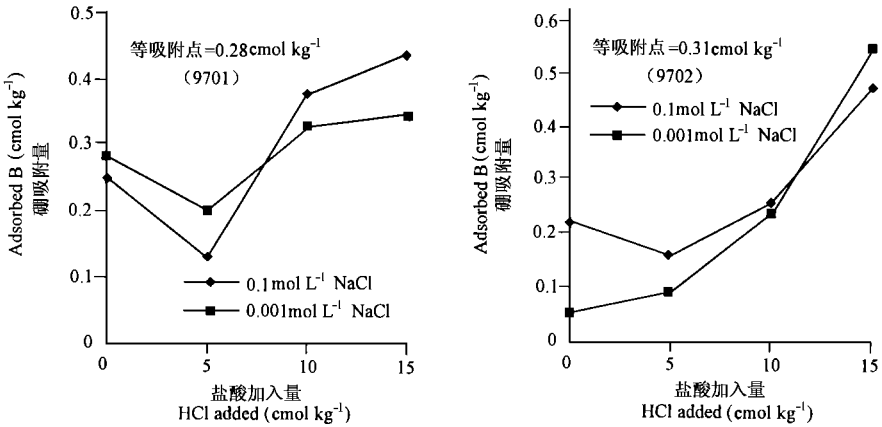 0.5
0.4
0.3
0.2
0.1
0
0
5
10
15
Adsorbed B (cmol kg⁻¹)
硼吸附量
等吸附点=0.28cmol kg⁻¹
（9701）
0.1mol L⁻¹ NaCl
0.001mol L⁻¹ NaCl
盐酸加入量
HCl added (cmol kg⁻¹)
0.6
0.5
0.4
0.3
0.2
0.1
0
0
5
10
15
Adsorbed B (cmol kg⁻¹)
硼吸附量
等吸附点=0.31cmol kg⁻¹
（9702）
0.1mol L⁻¹ NaCl
0.001mol L⁻¹ NaCl
盐酸加入量
HCl added (cmol kg⁻¹)